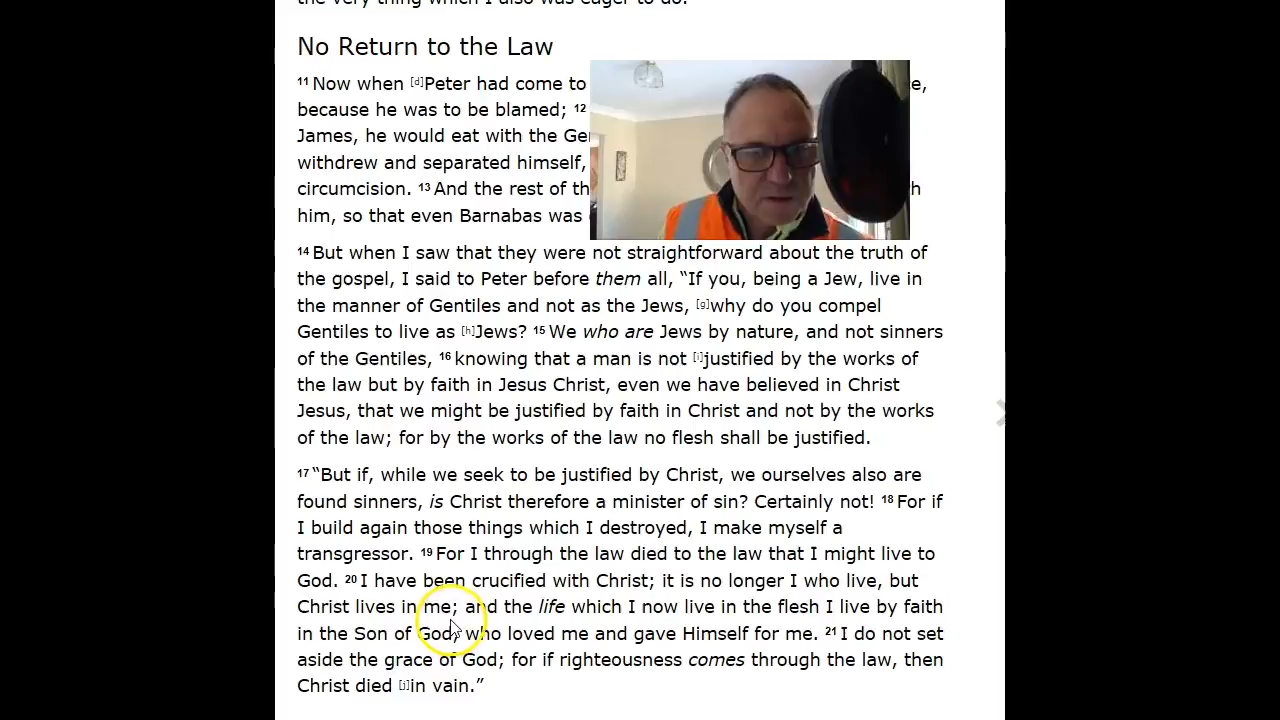 the very thing which I also was eager to do.
No Return to the Law
11 Now when [d]Peter had come to
because he was to be blamed; 12
James, he would eat with the
withdrew and separated himself,
circumcision. 13 And the rest of
him, so that even Barnabas was
14 But when I saw that they were not straightforward about the truth of
the gospel, I said to Peter before them all, “If you, being a Jew, live in
the manner of Gentiles and not as the Jews, [g]why do you compel
Gentiles to live as [h]Jews? 15 We who are Jews by nature, and not sinners
of the Gentiles, 16 knowing that a man is not [i]justified by the works of
the law but by faith in Jesus Christ, even we have believed in Christ
Jesus, that we might be justified by faith in Christ and not by the works
of the law; for by the works of the law no flesh shall be justified.
17 “But if, while we seek to be justified by Christ, we ourselves also are
found sinners, is Christ therefore a minister of sin? Certainly not! 18 For if
I build again those things which I destroyed, I make myself a
transgressor. 19 For I through the law died to the law that I might live to
God. 20 I have been crucified with Christ; it is no longer I who live, but
Christ lives in me; and the life which I now live in the flesh I live by faith
in the Son of God, who loved me and gave Himself for me. 21 I do not set
aside the grace of God; for if righteousness comes through the law, then
Christ died [j]in vain.”